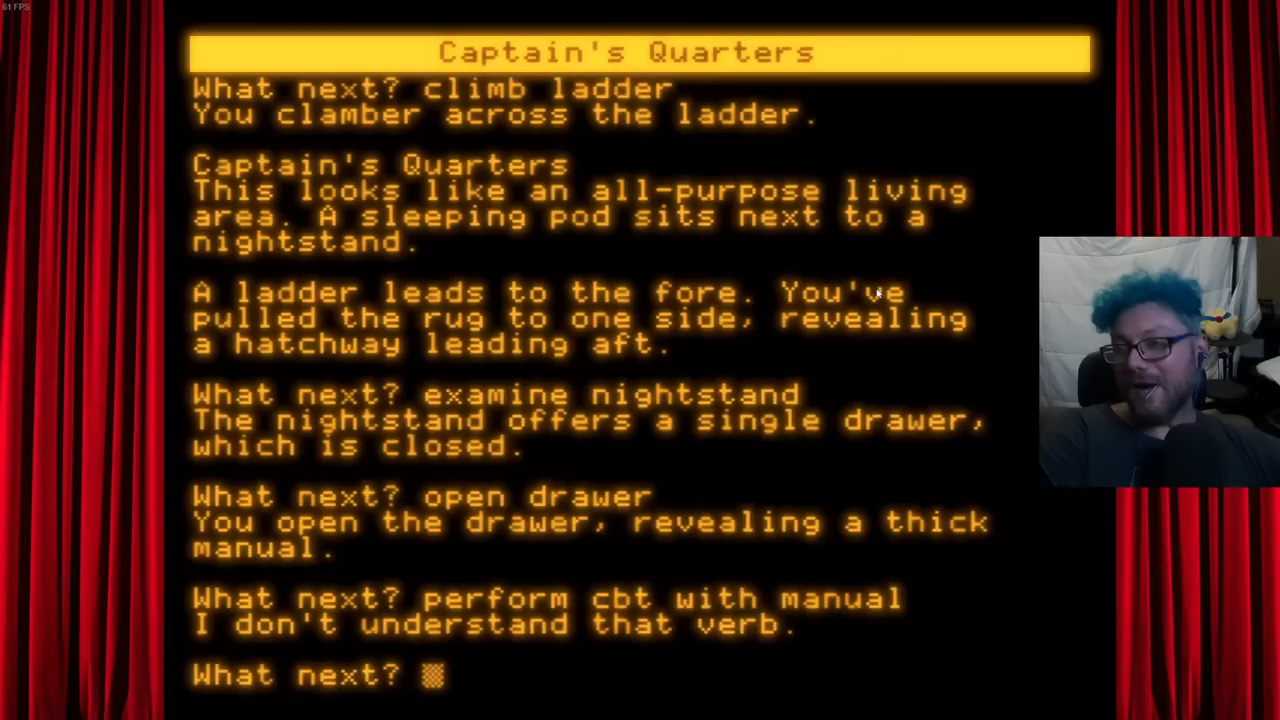 61 FPS
Captain's Quarters
What next? climb ladder
You clamber across the ladder.
Captain's Quarters
This looks like an all-purpose living
area. A sleeping pod sits next to a
nightstand.
A ladder leads to the fore. You've
pulled the rug to one side, revealing
a hatchway leading aft.
What next? examine nightstand
The nightstand offers a single drawer,
which is closed.
What next? open drawer
You open the drawer, revealing a thick
manual.
What next? perform cbt with manual
I don't understand that verb.
What next?